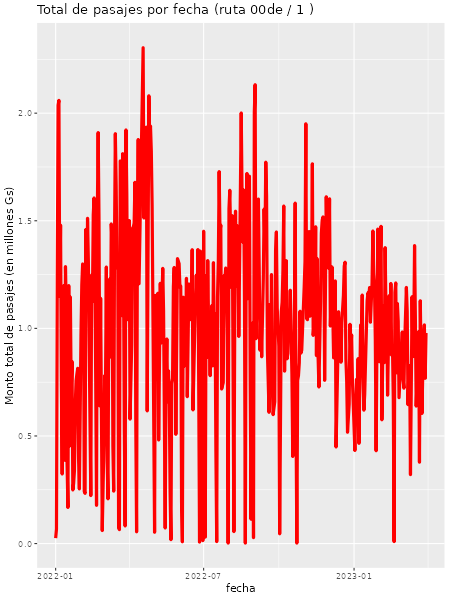 Total de pasajes por fecha (ruta 00de / 1 )
Monto total de pasajes (en millones Gs)
2.0
1.5
1.0
0.5
0.0
2022-01
2022-07
2023-01
fecha